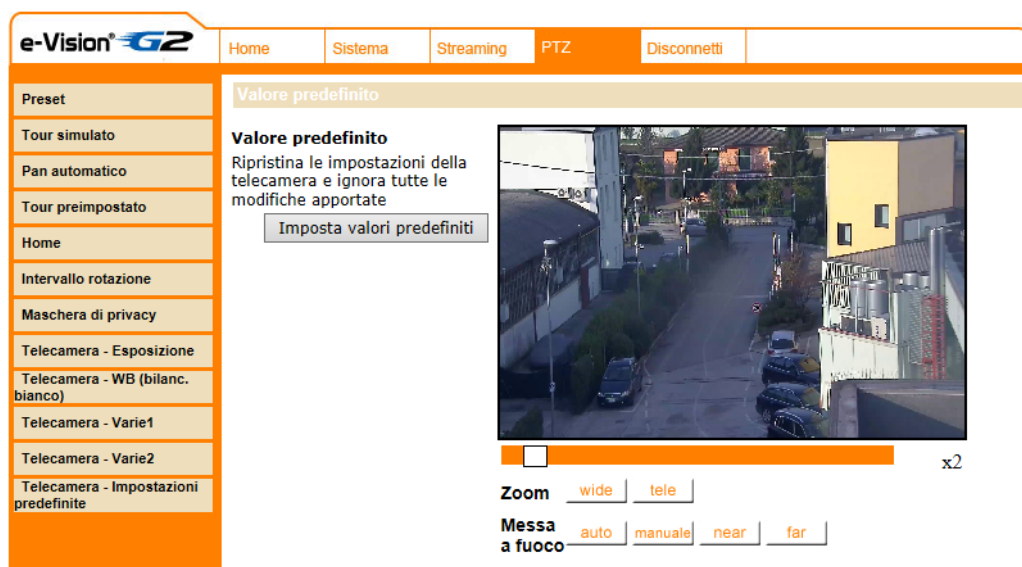 e-Vision® G2
Home
Sistema
Streaming
PTZ
Disconnetti
Preset
Tour simulato
Pan automatico
Tour preimpostato
Home
Intervallo rotazione
Maschera di privacy
Telecamera - Esposizione
Telecamera - WB (bilanc.
bianco)
Telecamera - Varie1
Telecamera - Varie2
Telecamera - Impostazioni
predefinite
Valore predefinito
Valore predefinito
Ripristina le impostazioni della
telecamera e ignora tutte le
modifiche apportate
Imposta valori predefiniti
x2
Zoom wide tele
Messa
a fuoco auto manuale near far